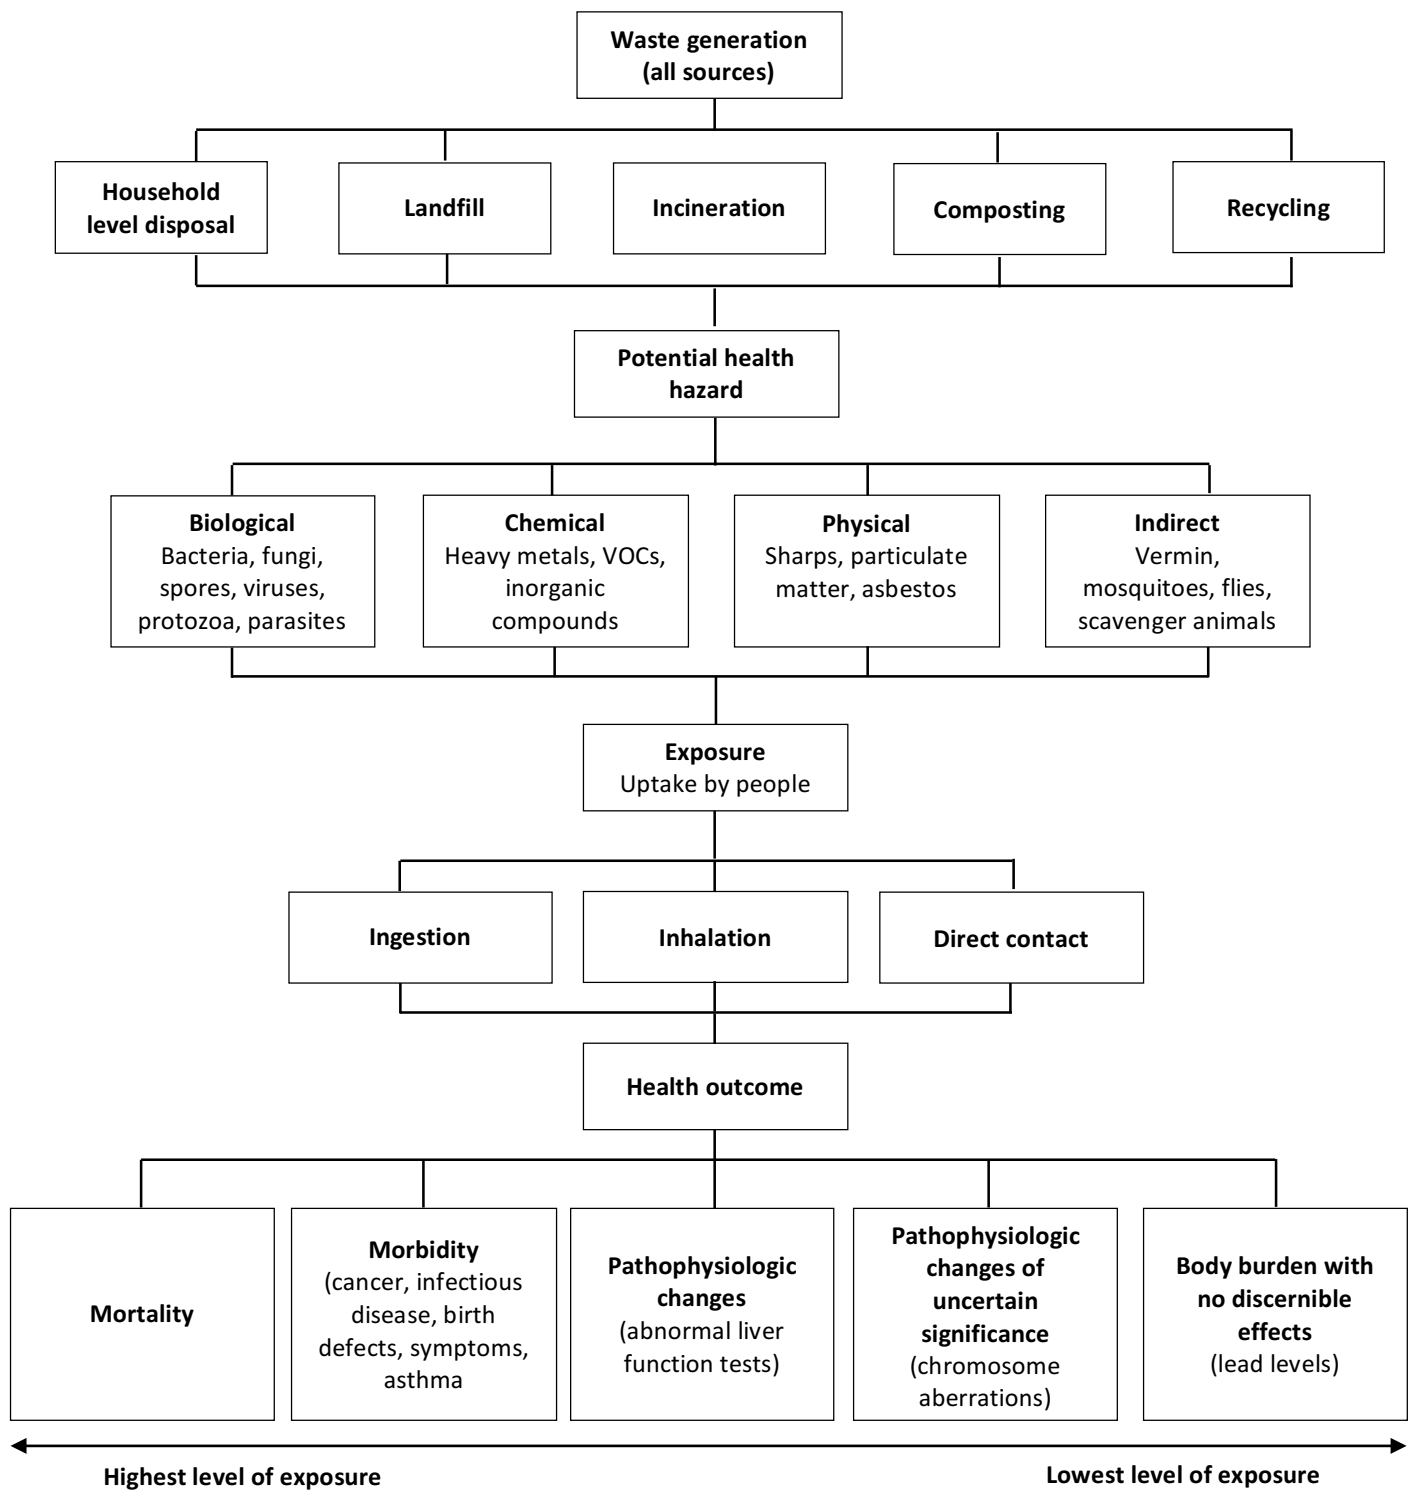 Waste generation
(all sources)
Household
level disposal
Landfill
Incineration
Composting
Recycling
Potential health
hazard
Biological
Bacteria, fungi,
spores, viruses,
protozoa, parasites
Chemical
Heavy metals, VOCs,
inorganic
compounds
Physical
Sharps, particulate
matter, asbestos
Indirect
Vermin,
mosquitoes, flies,
scavenger animals
Exposure
Uptake by people
Ingestion
Inhalation
Direct contact
Health outcome
Mortality
Morbidity
(cancer, infectious
disease, birth
defects, symptoms,
asthma
Pathophysiologic
changes
(abnormal liver
function tests)
Pathophysiologic
changes of
uncertain
significance
(chromosome
aberrations)
Body burden with
no discernible
effects
(lead levels)
Highest level of exposure
Lowest level of exposure